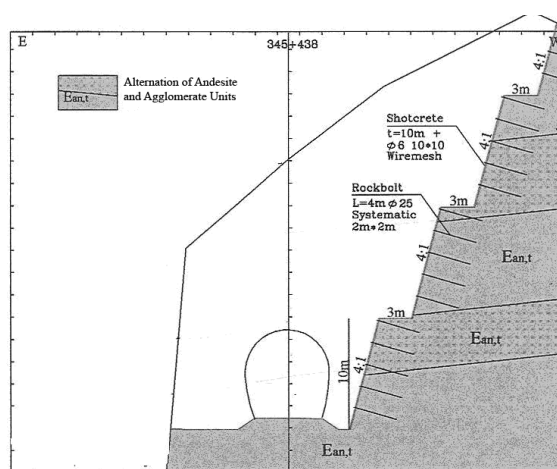 E
345+438
W
4:1
3m
Ean,t
Alternation of Andesite
and Agglomerate Units
Shotcrete
t=10m +
ϕ6 10*10
Wiremesh
4:1
Rockbolt
L=4m ϕ25
Systematic
2m*2m
3m
4:1
Ean,t
3m
Ean,t
10m
4:1
Ean,t